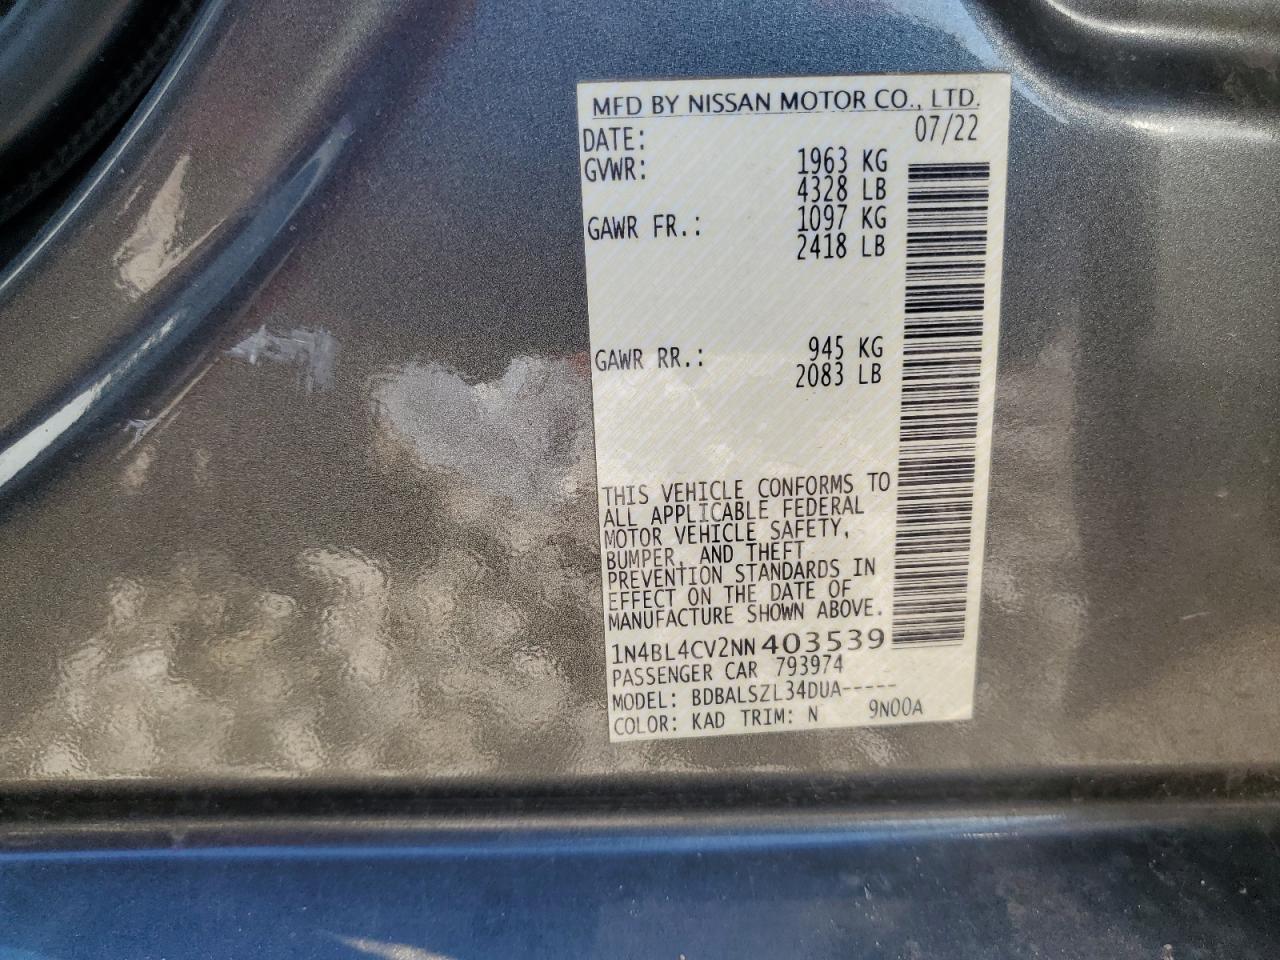 MFD BY NISSAN MOTOR CO., LTD.
DATE: 07/22
GVWR: 1963 KG
4328 LB
GAWR FR.: 1097 KG
2418 LB
GAWR RR.: 945 KG
2083 LB
THIS VEHICLE CONFORMS TO
ALL APPLICABLE FEDERAL
MOTOR VEHICLE SAFETY,
BUMPER, AND THEFT
PREVENTION STANDARDS IN
EFFECT ON THE DATE OF
MANUFACTURE SHOWN ABOVE.
1N4BL4CV2NN403539
PASSENGER CAR 793974
MODEL: BDBALSZL34DUA-----
COLOR: KAD TRIM: N 9N00A